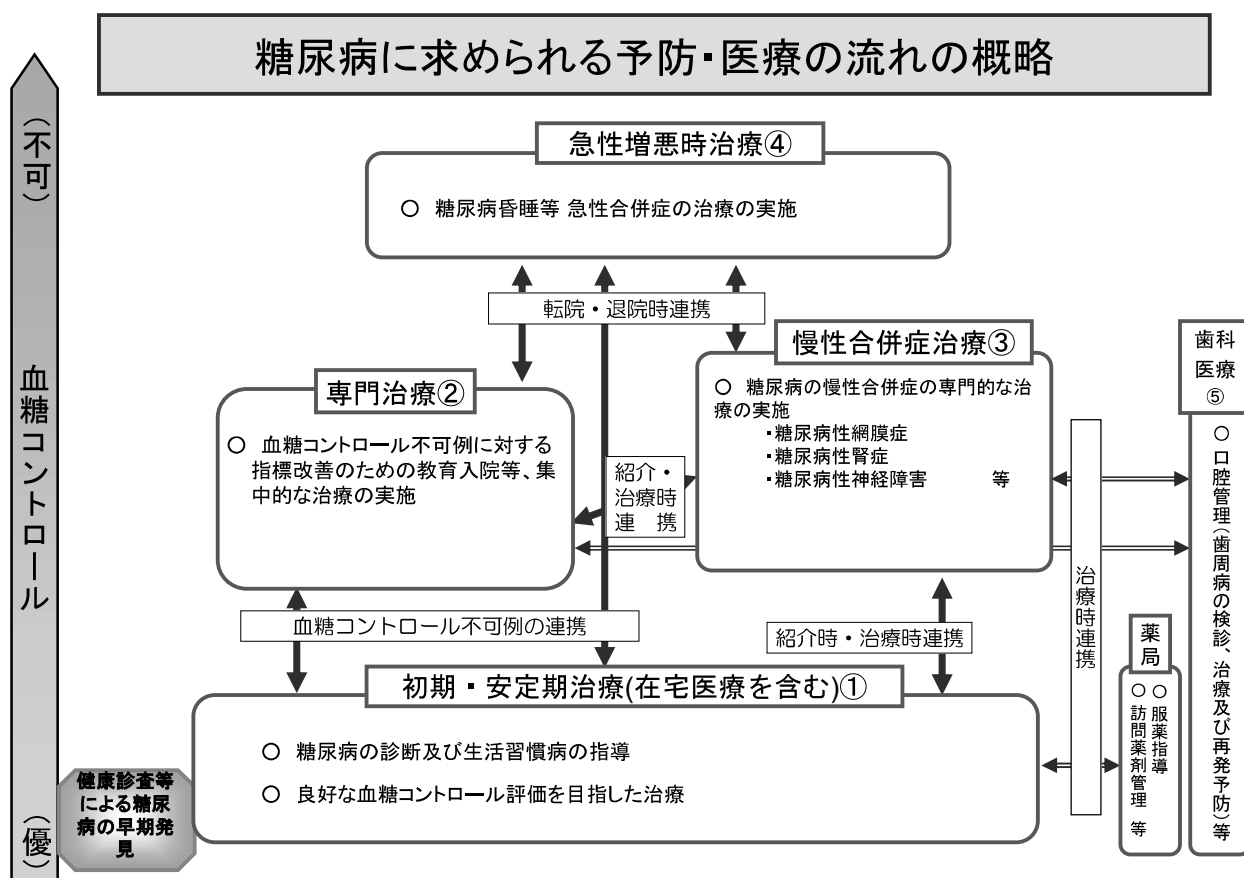 糖尿病に求められる予防・医療の流れの概略
(不可)
血糖コントロール
(優)
急性増悪時治療④
○ 糖尿病昏睡等 急性合併症の治療の実施
転院・退院時連携
専門治療②
○ 血糖コントロール不可例に対する
指標改善のための教育入院等、集
中的な治療の実施
紹介・
治療時
連 携
慢性合併症治療③
○ 糖尿病の慢性合併症の専門的な治
療の実施
・糖尿病性網膜症
・糖尿病性腎症
・糖尿病性神経障害 等
歯科
医療
⑤
○口腔管理(歯周病の検診、治療及び再発予防)等
治療時連携
薬局
○服薬指導
○訪問薬剤管理 等
血糖コントロール不可例の連携
紹介時・治療時連携
初期・安定期治療(在宅医療を含む)①
○ 糖尿病の診断及び生活習慣病の指導
○ 良好な血糖コントロール評価を目指した治療
健康診査等
による糖尿
病の早期発
見